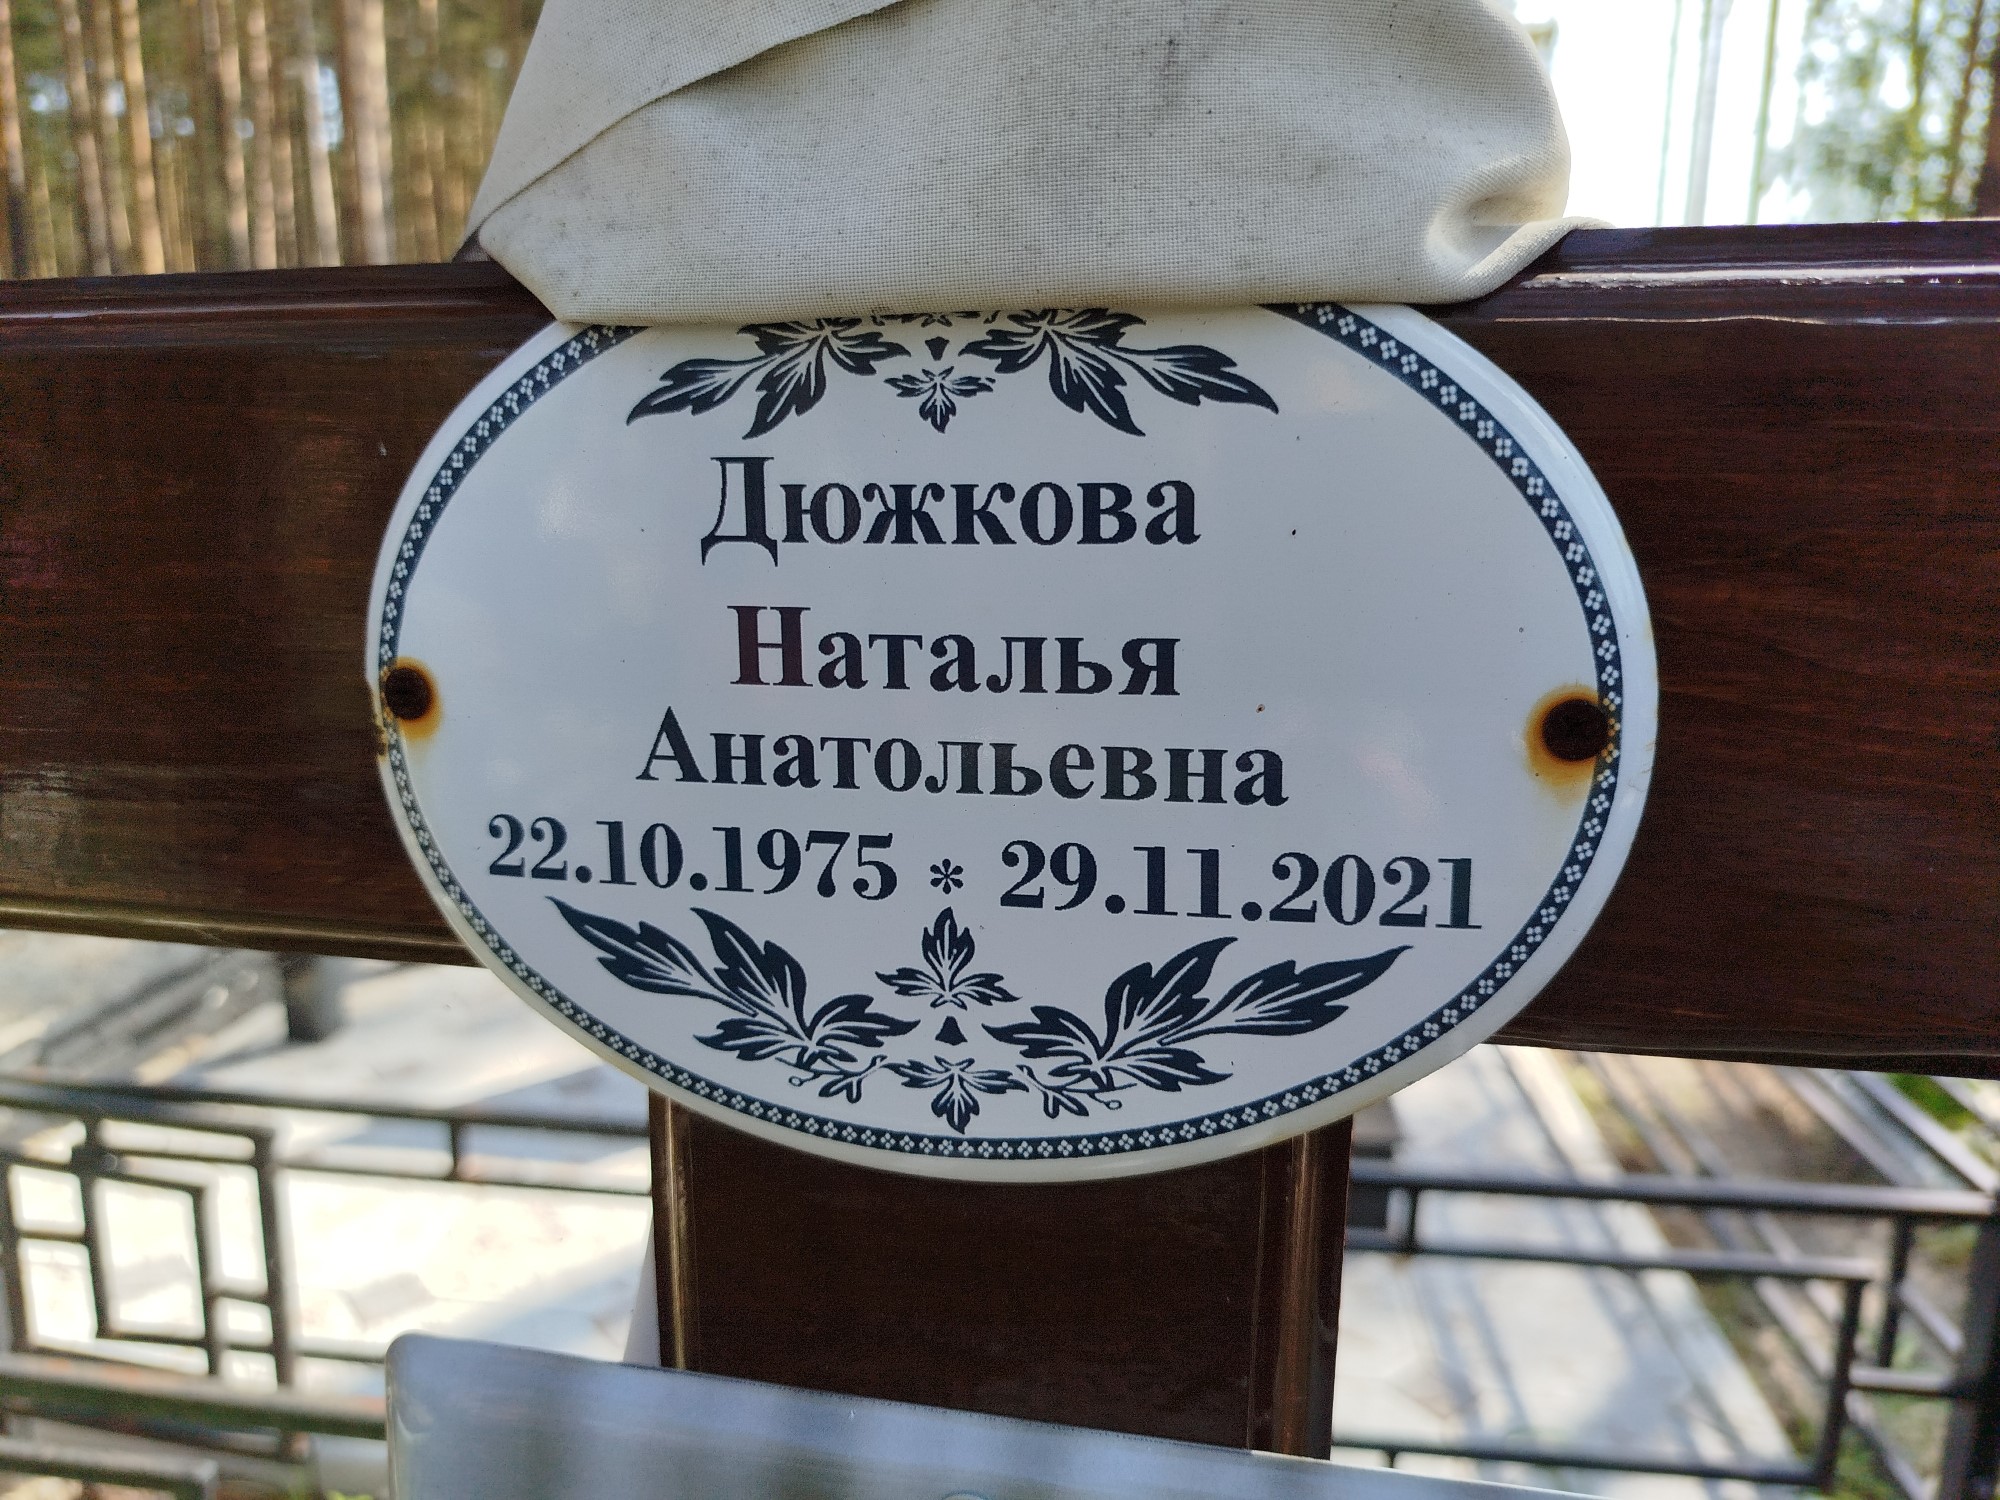 Дюжкова
Наталья
Анатольевна
22.10.1975 * 29.11.2021